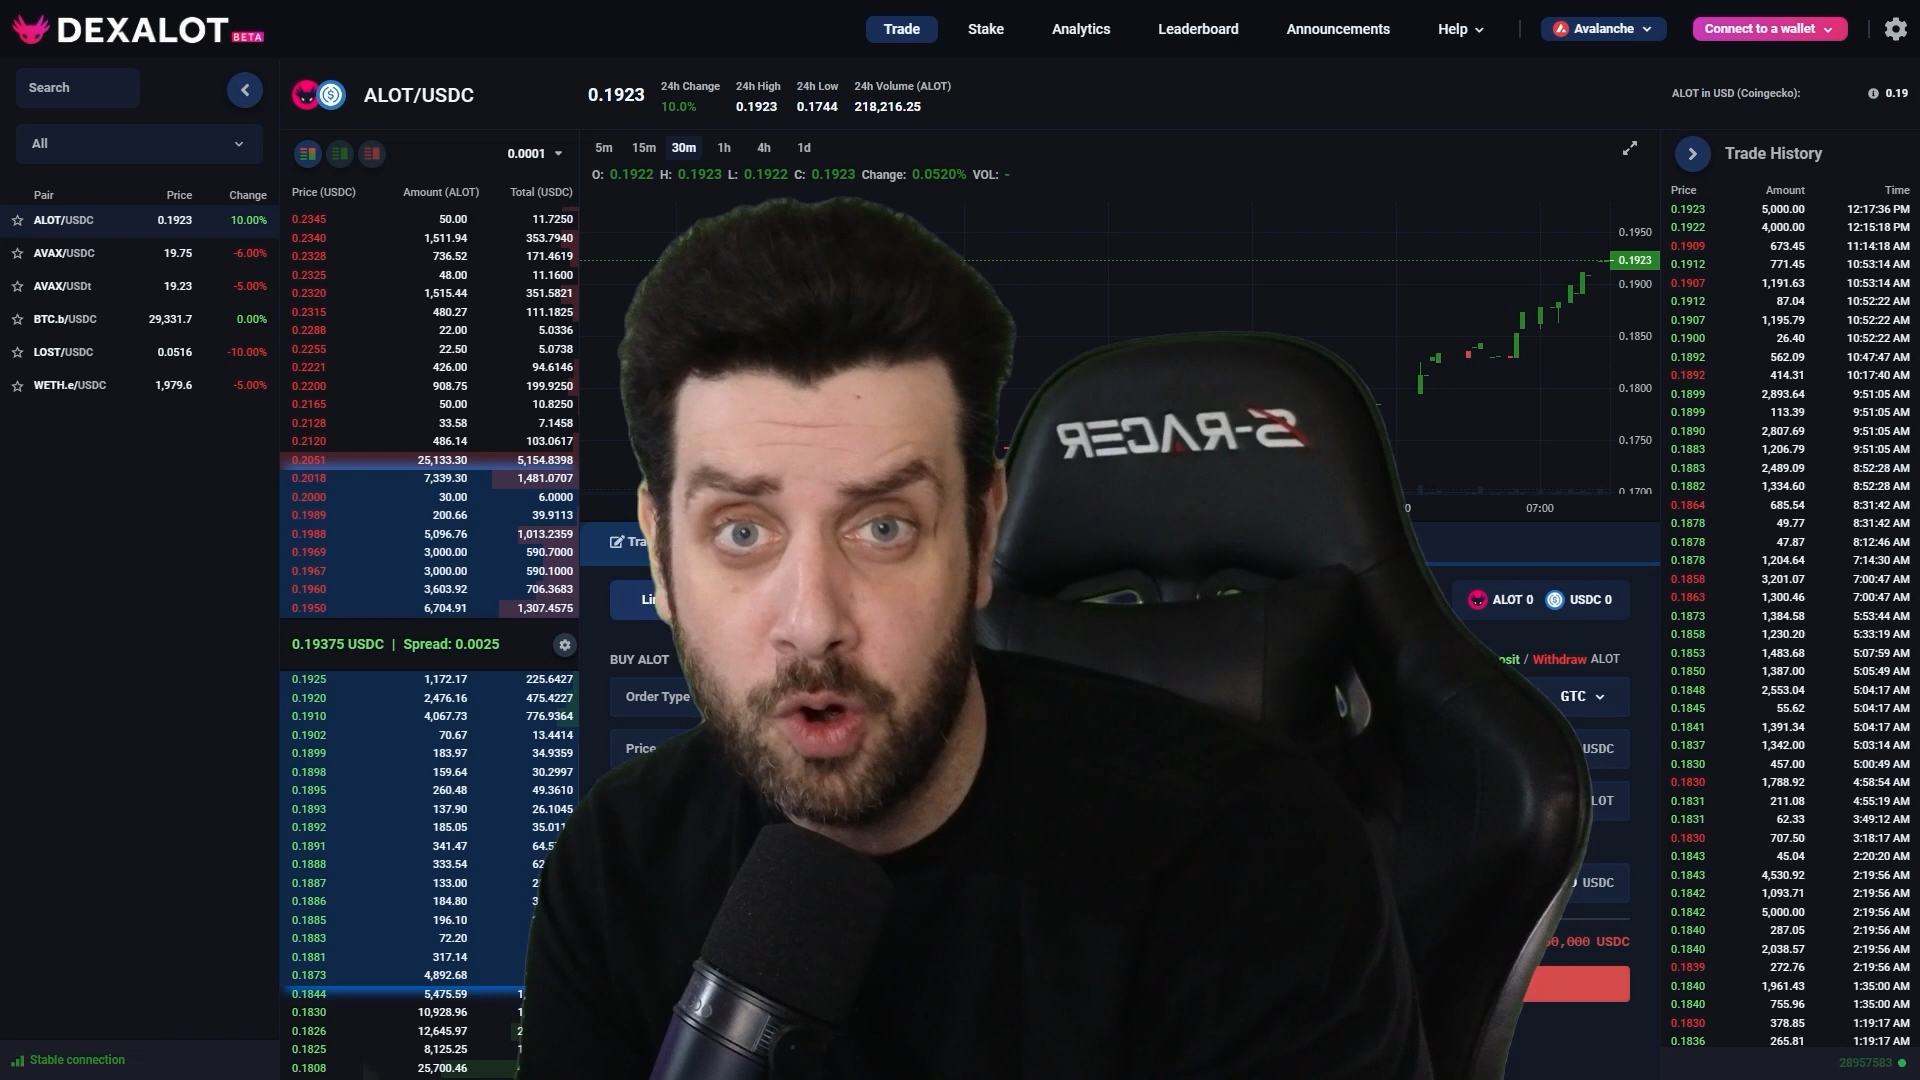 DEXALOT BETA
Trade Stake Analytics Leaderboard Announcements Help Avalanche Connect to a wallet
Search
All
Pair Price Change
ALOT/USDC 0.1923 10.00%
AVAX/USDC 19.75 -6.00%
AVAX/USDt 19.23 -5.00%
BTC.b/USDC 29,331.7 0.00%
LOST/USDC 0.0516 -10.00%
WETH.e/USDC 1,979.6 -5.00%
Stable connection
ALOT/USDC
0.1923
24h Change 24h High 24h Low 24h Volume (ALOT)
10.0% 0.1923 0.1744 218,216.25
ALOT in USD (Coingecko): 0.19
0.0001
Price (USDC) Amount (ALOT) Total (USDC)
0.2345 50.00 11.7250
0.2340 1,511.94 353.7940
0.2328 736.52 171.4619
0.2325 48.00 11.1600
0.2320 1,515.44 351.5821
0.2315 480.27 111.1825
0.2288 22.00 5.0336
0.2255 22.50 5.0738
0.2221 426.00 94.6146
0.2200 908.75 199.9250
0.2165 50.00 10.8250
0.2128 33.58 7.1458
0.2120 486.14 103.0617
0.2051 25,133.30 5,154.8398
0.2018 7,339.30 1,481.0707
0.2000 30.00 6.0000
0.1989 200.66 39.9113
0.1988 5,096.76 1,013.2359
0.1969 3,000.00 590.7000
0.1967 3,000.00 590.1000
0.1960 3,603.92 706.3683
0.1950 6,704.91 1,307.4575
0.19375 USDC | Spread: 0.0025
0.1925 1,172.17 225.6427
0.1920 2,476.16 475.4227
0.1910 4,067.73 776.9364
0.1902 70.67 13.4414
0.1899 183.97 34.9359
0.1898 159.64 30.2997
0.1895 260.48 49.3610
0.1893 137.90 26.1045
0.1892 185.05 35.011
0.1891 341.47 64.5
0.1888 333.54 62
0.1887 133.00 2
0.1886 184.80 3
0.1885 196.10
0.1883 72.20
0.1881 317.14
0.1873 4,892.68
0.1844 5,475.59 1,
0.1830 10,928.96 1
0.1826 12,645.97 2
0.1825 8,125.25 1
0.1808 25,700.46
5m 15m 30m 1h 4h 1d
O: 0.1922 H: 0.1923 L: 0.1922 C: 0.1923 Change: 0.0520% VOL: -
0.1950
0.1923
0.1900
0.1850
0.1800
0.1750
0.1700
0 07:00
S-RACER
Tra
Li
ALOT 0 USDC 0
BUY ALOT
osit / Withdraw ALOT
Order Type
GTC
Price
USDC
LOT
USDC
0,000 USDC
Trade History
Price Amount Time
0.1923 5,000.00 12:17:36 PM
0.1922 4,000.00 12:15:18 PM
0.1909 673.45 11:14:18 AM
0.1912 771.45 10:53:14 AM
0.1907 1,191.63 10:53:14 AM
0.1912 87.04 10:52:22 AM
0.1907 1,195.79 10:52:22 AM
0.1900 26.40 10:52:22 AM
0.1892 562.09 10:47:47 AM
0.1892 414.31 10:17:40 AM
0.1899 2,893.64 9:51:05 AM
0.1899 113.39 9:51:05 AM
0.1890 2,807.69 9:51:05 AM
0.1883 1,206.79 9:51:05 AM
0.1883 2,489.09 8:52:28 AM
0.1882 1,334.60 8:52:28 AM
0.1864 685.54 8:31:42 AM
0.1878 49.77 8:31:42 AM
0.1878 47.87 8:12:46 AM
0.1878 1,204.64 7:14:30 AM
0.1858 3,201.07 7:00:47 AM
0.1863 1,300.46 7:00:47 AM
0.1873 1,384.58 5:53:44 AM
0.1858 1,230.20 5:33:19 AM
0.1853 1,483.68 5:07:59 AM
0.1850 1,387.00 5:05:49 AM
0.1848 2,553.04 5:04:17 AM
0.1845 55.62 5:04:17 AM
0.1841 1,391.34 5:04:17 AM
0.1837 1,342.00 5:03:14 AM
0.1830 457.00 5:00:49 AM
0.1830 1,788.92 4:58:54 AM
0.1831 211.08 4:55:19 AM
0.1831 62.33 3:49:12 AM
0.1830 707.50 3:18:17 AM
0.1843 45.04 2:20:20 AM
0.1843 4,530.92 2:19:56 AM
0.1842 1,093.71 2:19:56 AM
0.1842 5,000.00 2:19:56 AM
0.1840 287.05 2:19:56 AM
0.1840 2,038.57 2:19:56 AM
0.1839 272.76 2:19:56 AM
0.1840 1,961.43 1:35:00 AM
0.1840 755.96 1:35:00 AM
0.1830 378.85 1:19:17 AM
0.1836 265.81 1:19:17 AM
28957583